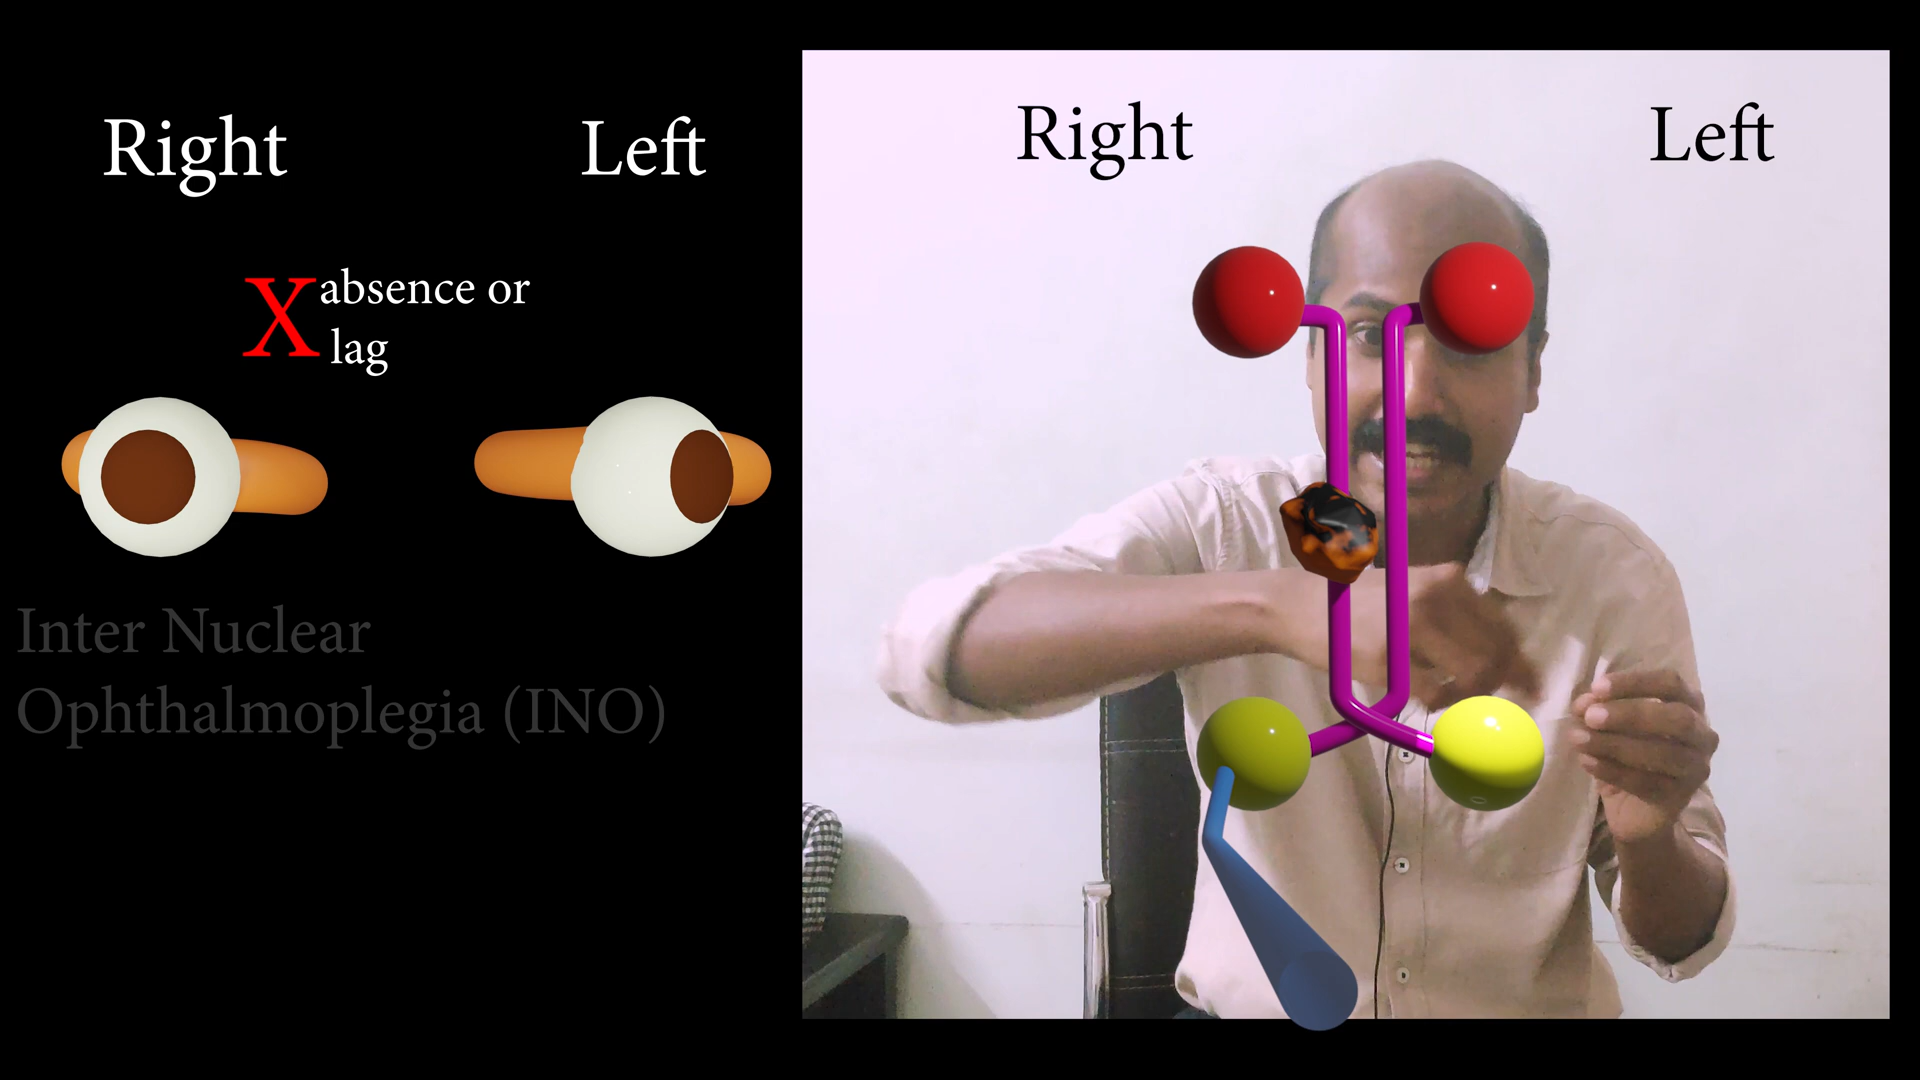 Right Left
X absence or
lag
Inter Nuclear
Ophthalmoplegia (INO)
Right Left